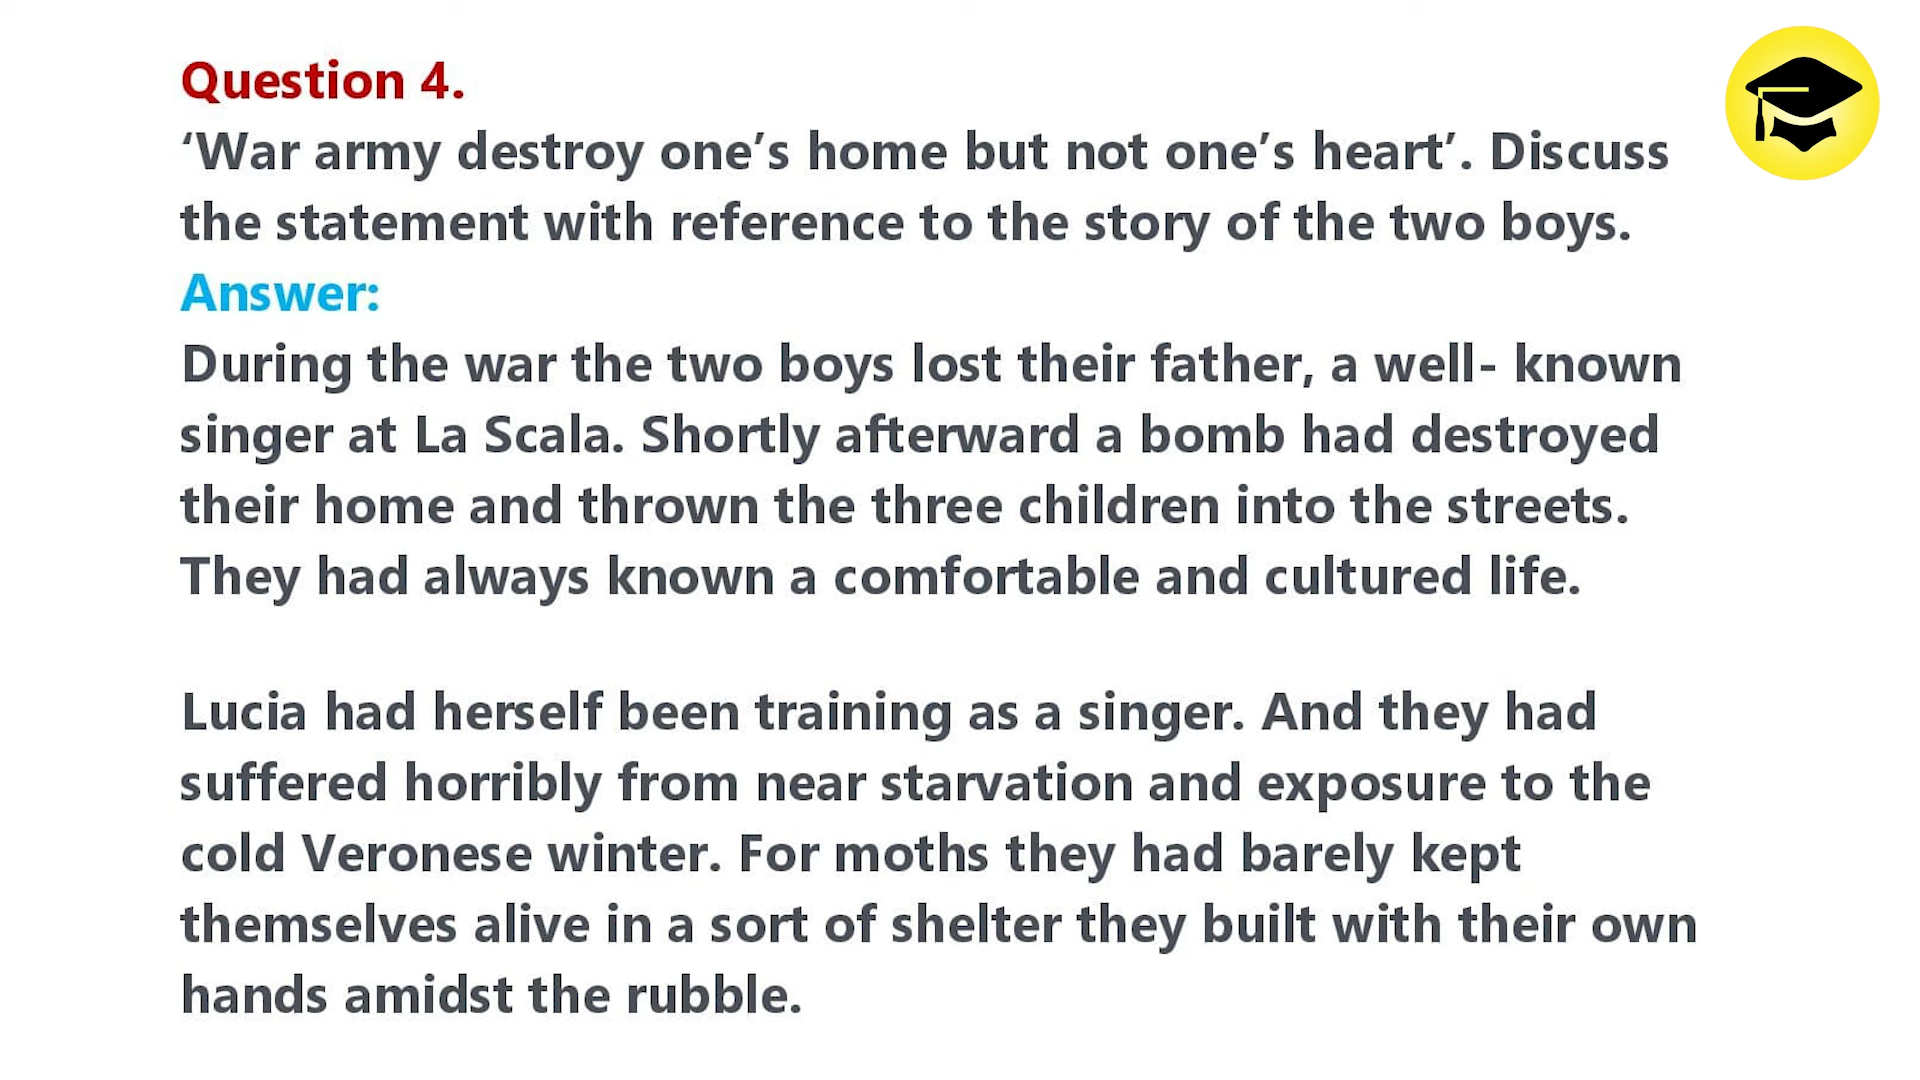 Question 4.
‘War army destroy one’s home but not one’s heart’. Discuss
the statement with reference to the story of the two boys.
Answer:
During the war the two boys lost their father, a well- known
singer at La Scala. Shortly afterward a bomb had destroyed
their home and thrown the three children into the streets.
They had always known a comfortable and cultured life.
Lucia had herself been training as a singer. And they had
suffered horribly from near starvation and exposure to the
cold Veronese winter. For moths they had barely kept
themselves alive in a sort of shelter they built with their own
hands amidst the rubble.